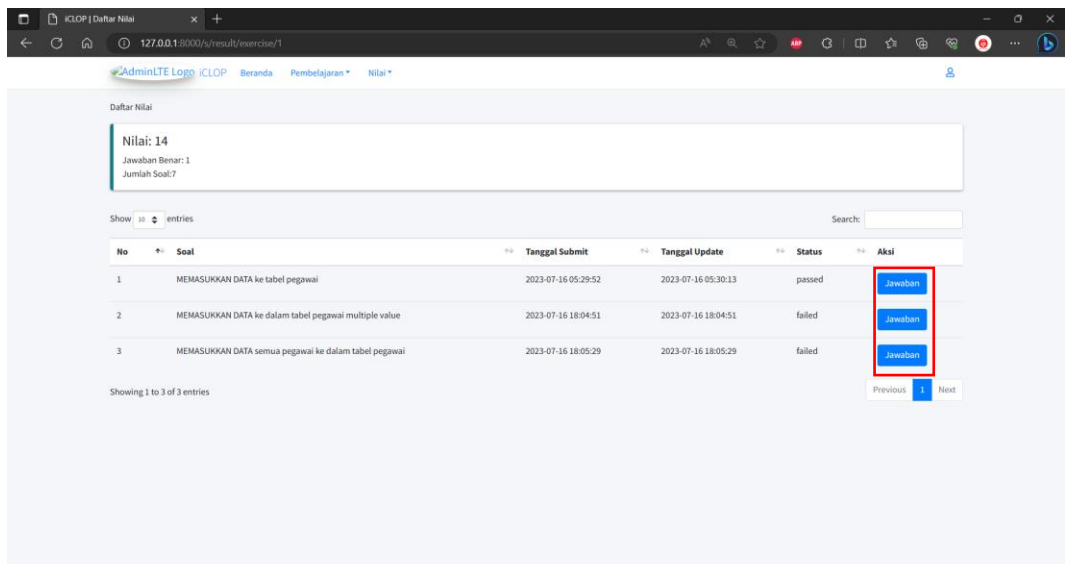 iCLOP | Daftar Nilai
127.0.0.1:8000/s/result/exercise/1
AdminLTE Logo iCLOP Beranda Pembelajaran Nilai
Daftar Nilai
Nilai: 14
Jawaban Benar: 1
Jumlah Soal:7
Show 10 entries Search:
No Soal Tanggal Submit Tanggal Update Status Aksi
1 MEMASUKKAN DATA ke tabel pegawai 2023-07-16 05:29:52 2023-07-16 05:30:13 passed Jawaban
2 MEMASUKKAN DATA ke dalam tabel pegawai multiple value 2023-07-16 18:04:51 2023-07-16 18:04:51 failed Jawaban
3 MEMASUKKAN DATA semua pegawai ke dalam tabel pegawai 2023-07-16 18:05:29 2023-07-16 18:05:29 failed Jawaban
Showing 1 to 3 of 3 entries Previous 1 Next